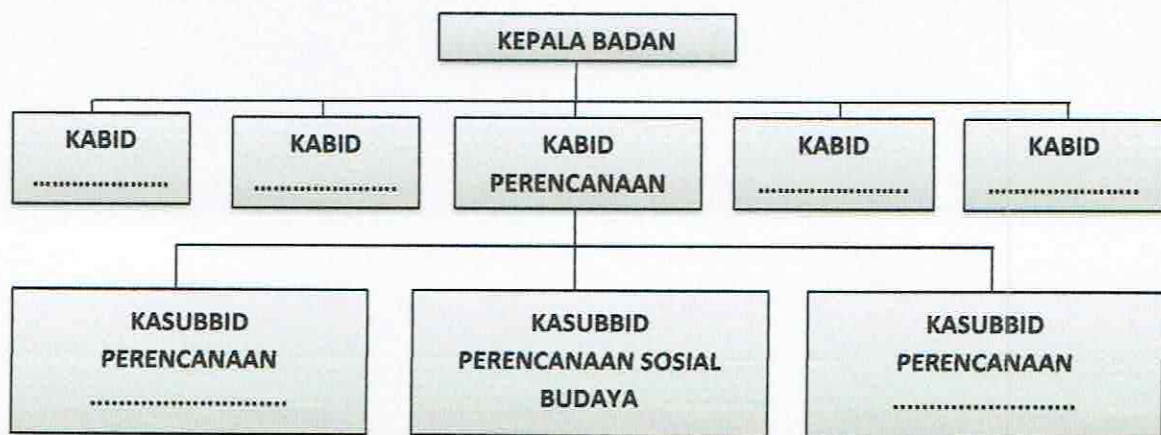 KEPALA BADAN
KABID
....................
KABID
.....................
KABID
PERENCANAAN
KABID
......................
KABID
......................
KASUBBID
PERENCANAAN
.............................
KASUBBID
PERENCANAAN SOSIAL
BUDAYA
KASUBBID
PERENCANAAN
...........................